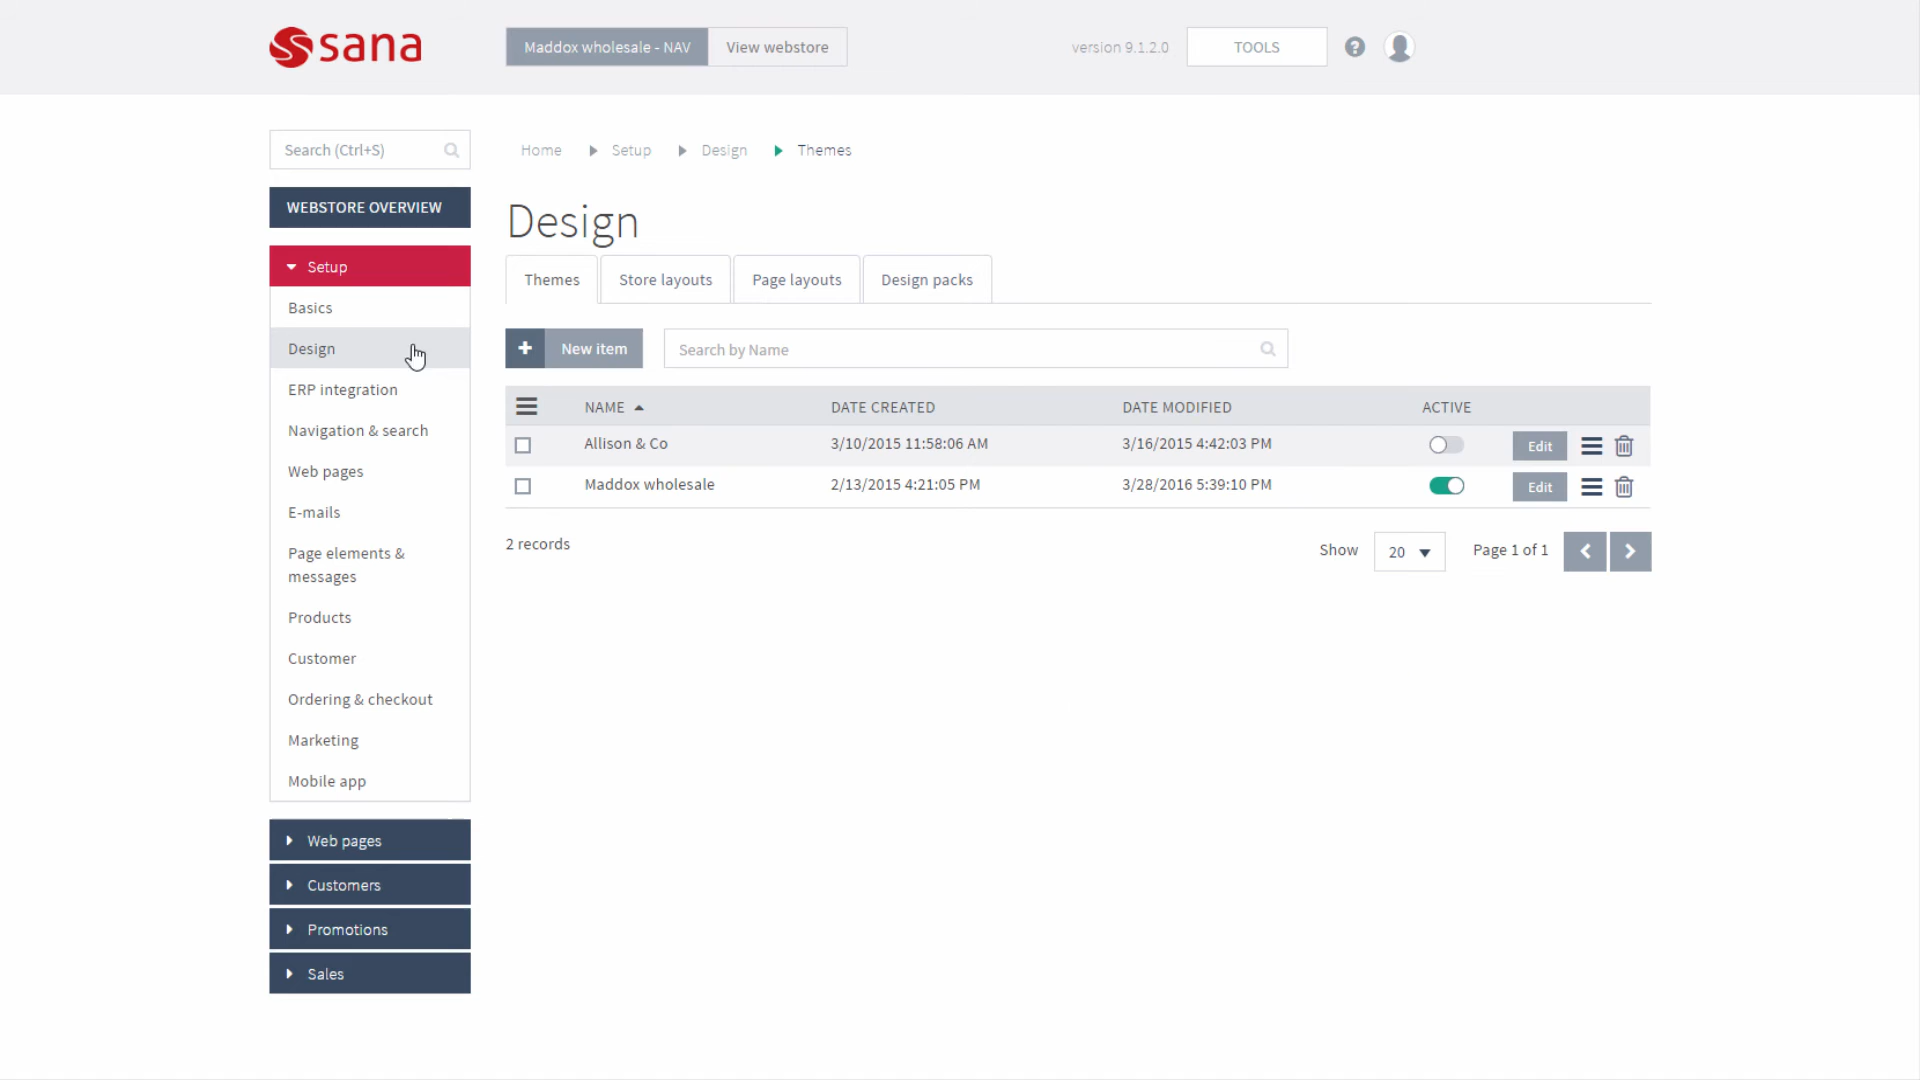 sana
Maddox wholesale - NAV
View webstore
version 9.1.2.0
TOOLS
?
Search (Ctrl+S)
Home
Setup
Design
Themes
WEBSTORE OVERVIEW
Setup
Basics
Design
ERP integration
Navigation & search
Web pages
E-mails
Page elements &
messages
Products
Customer
Ordering & checkout
Marketing
Mobile app
Web pages
Customers
Promotions
Sales
Design
Themes
Store layouts
Page layouts
Design packs
+ New item
Search by Name
NAME DATE CREATED DATE MODIFIED ACTIVE
Allison & Co 3/10/2015 11:58:06 AM 3/16/2015 4:42:03 PM Edit
Maddox wholesale 2/13/2015 4:21:05 PM 3/28/2016 5:39:10 PM Edit
2 records
Show 20 Page 1 of 1